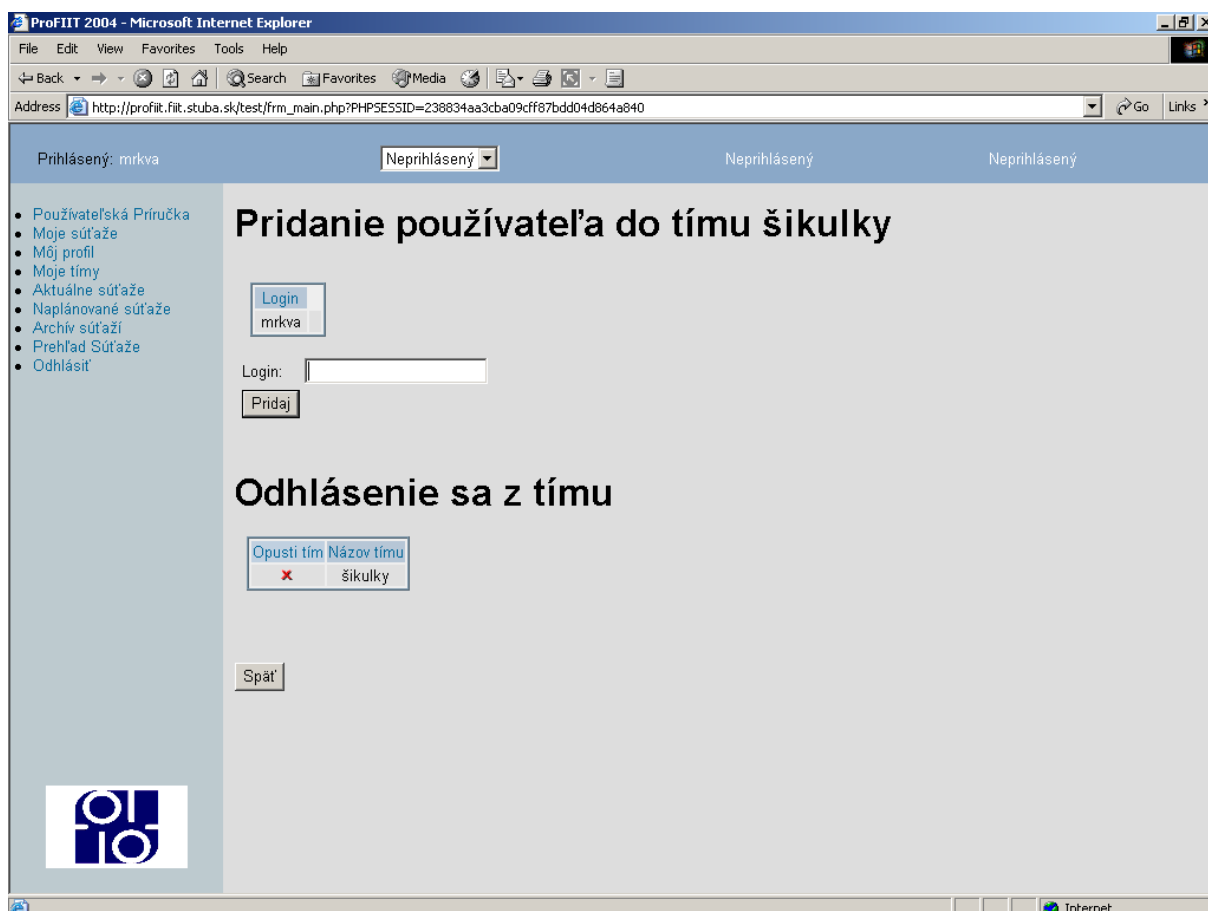 ProFIIT 2004 - Microsoft Internet Explorer
File Edit View Favorites Tools Help
Back Search Favorites Media
Address http://profiit.fiit.stuba.sk/test/frm_main.php?PHPSESSID=238834aa3cba09cff87bdd04d864a840 Go Links
Prihlásený: mrkva Neprihlásený Neprihlásený Neprihlásený
Používateľská Príručka
Moje súťaže
Môj profil
Moje tímy
Aktuálne súťaže
Naplánované súťaže
Archív súťaží
Prehľad Súťaže
Odhlásiť
Pridanie používateľa do tímu šikulky
Login
mrkva
Login:
Pridaj
Odhlásenie sa z tímu
Opusti tím Názov tímu
šikulky
Späť
Internet